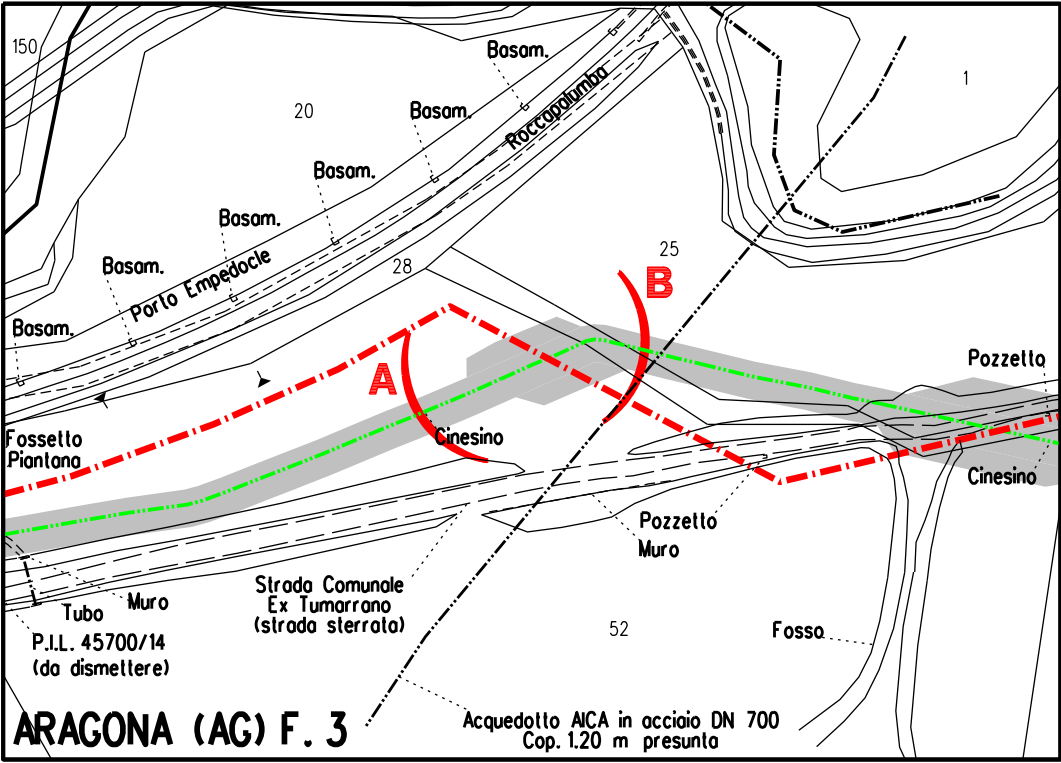 150
Basam.
1
20
Basam.
Roccapalumba
Basam.
Basam.
25
Basam.
Porto Empedocle
28
B
Basam.
A
Pozzetto
Fossetto
Piantana
Cinesino
Cinesino
Pozzetto
Muro
Strada Comunale
Ex Tumarrano
(strada sterrata)
Tubo
Muro
P.I.L. 45700/14
(da dismettere)
52
Fosso
ARAGONA (AG) F. 3
Acquedotto AICA in acciaio DN 700
Cop. 1.20 m presunta